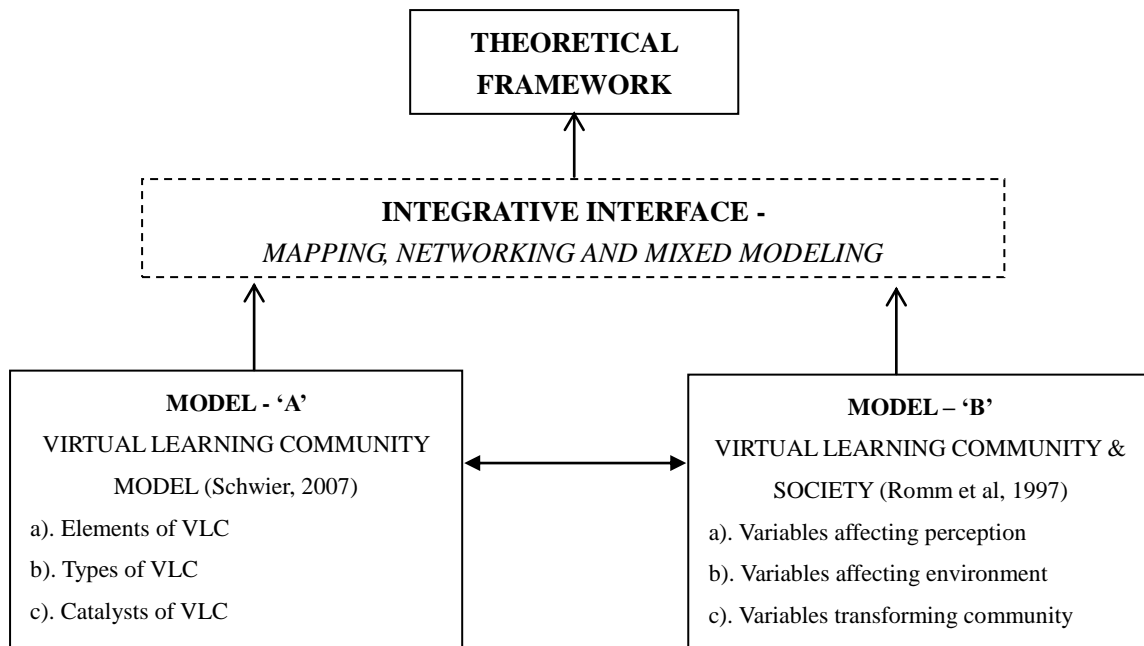 THEORETICAL
FRAMEWORK
INTEGRATIVE INTERFACE -
MAPPING, NETWORKING AND MIXED MODELING
MODEL - ‘A’
VIRTUAL LEARNING COMMUNITY
MODEL (Schwier, 2007)
a). Elements of VLC
b). Types of VLC
c). Catalysts of VLC
MODEL – ‘B’
VIRTUAL LEARNING COMMUNITY &
SOCIETY (Romm et al, 1997)
a). Variables affecting perception
b). Variables affecting environment
c). Variables transforming community